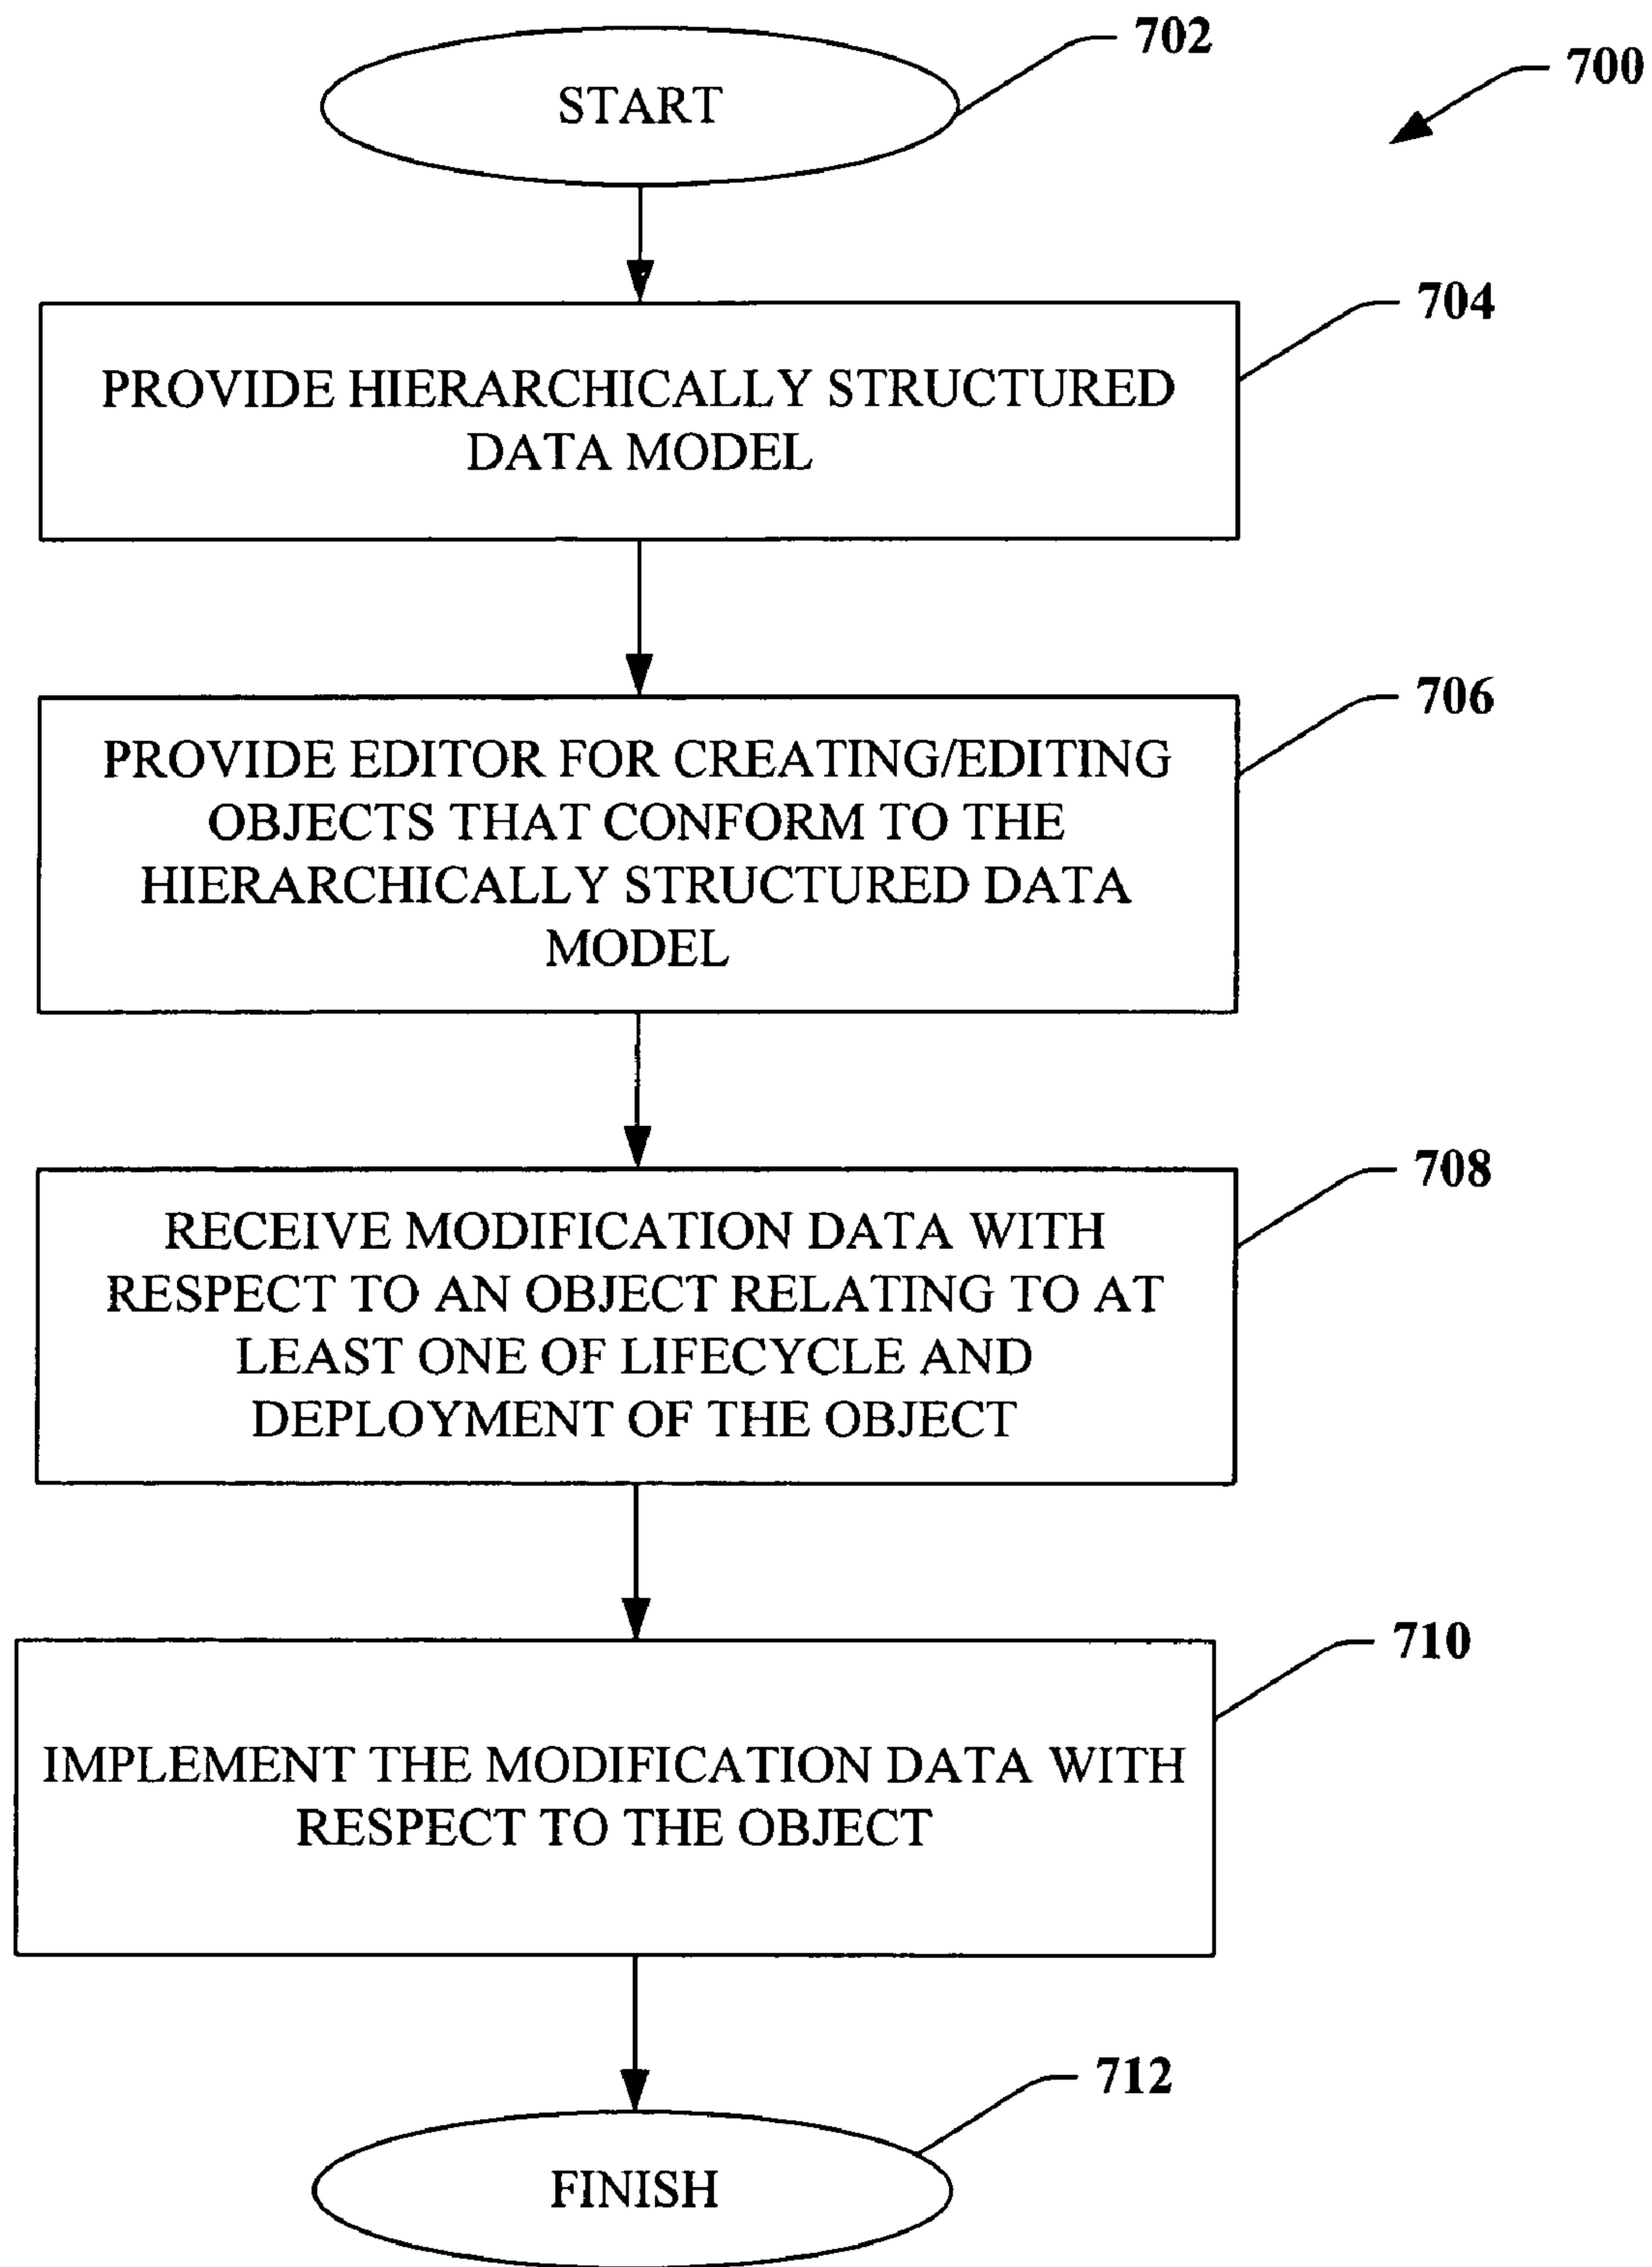 702
700
START
704
PROVIDE HIERARCHICALLY STRUCTURED
DATA MODEL
706
PROVIDE EDITOR FOR CREATING/EDITING
OBJECTS THAT CONFORM TO THE
HIERARCHICALLY STRUCTURED DATA
MODEL
708
RECEIVE MODIFICATION DATA WITH
RESPECT TO AN OBJECT RELATING TO AT
LEAST ONE OF LIFECYCLE AND
DEPLOYMENT OF THE OBJECT
710
IMPLEMENT THE MODIFICATION DATA WITH
RESPECT TO THE OBJECT
712
FINISH